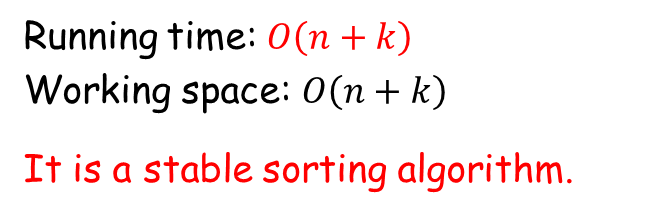 Running time: O(n + k)
Working space: O(n + k)
It is a stable sorting algorithm.